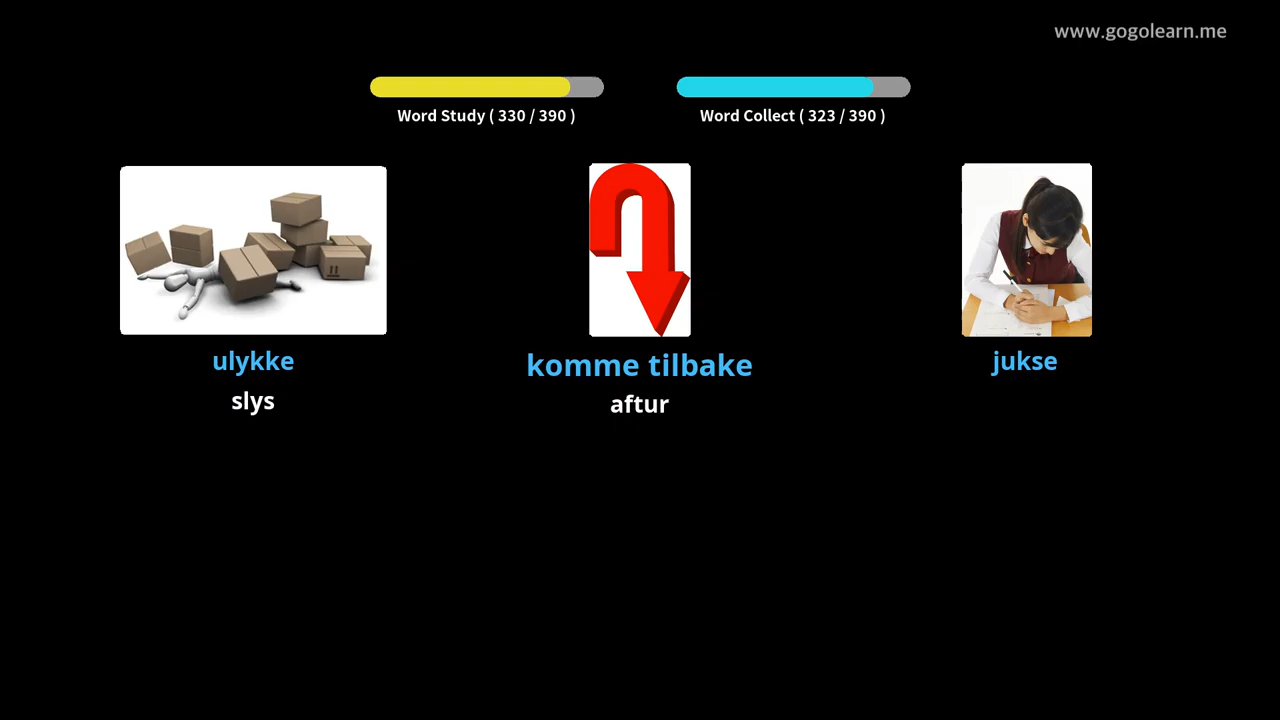 www.gogolearn.me
Word Study ( 330 / 390 )
Word Collect ( 323 / 390 )
ulykke
komme tilbake
jukse
slys
aftur